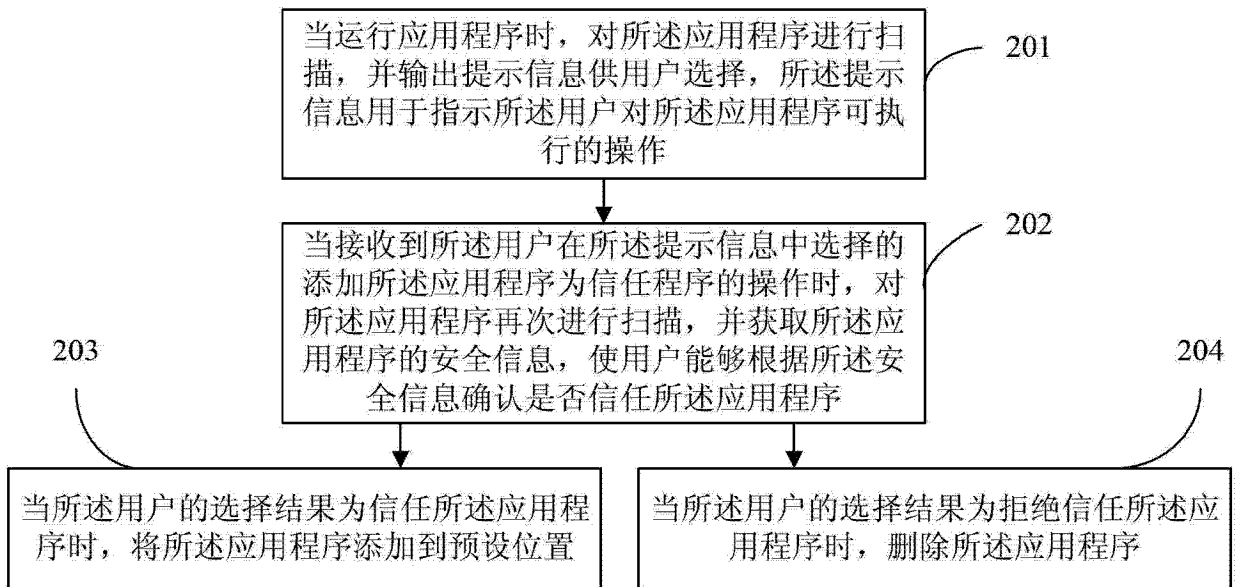 当运行应用程序时，对所述应用程序进行扫
描，并输出提示信息供用户选择，所述提示
信息用于指示所述用户对所述应用程序可执
行的操作
201
当接收到所述用户在所述提示信息中选择的
添加所述应用程序为信任程序的操作时，对
所述应用程序再次进行扫描，并获取所述应
用程序的安全信息，使用户能够根据所述安
全信息确认是否信任所述应用程序
202
203
当所述用户的选择结果为信任所述应用程
序时，将所述应用程序添加到预设位置
204
当所述用户的选择结果为拒绝信任所述应
用程序时，删除所述应用程序